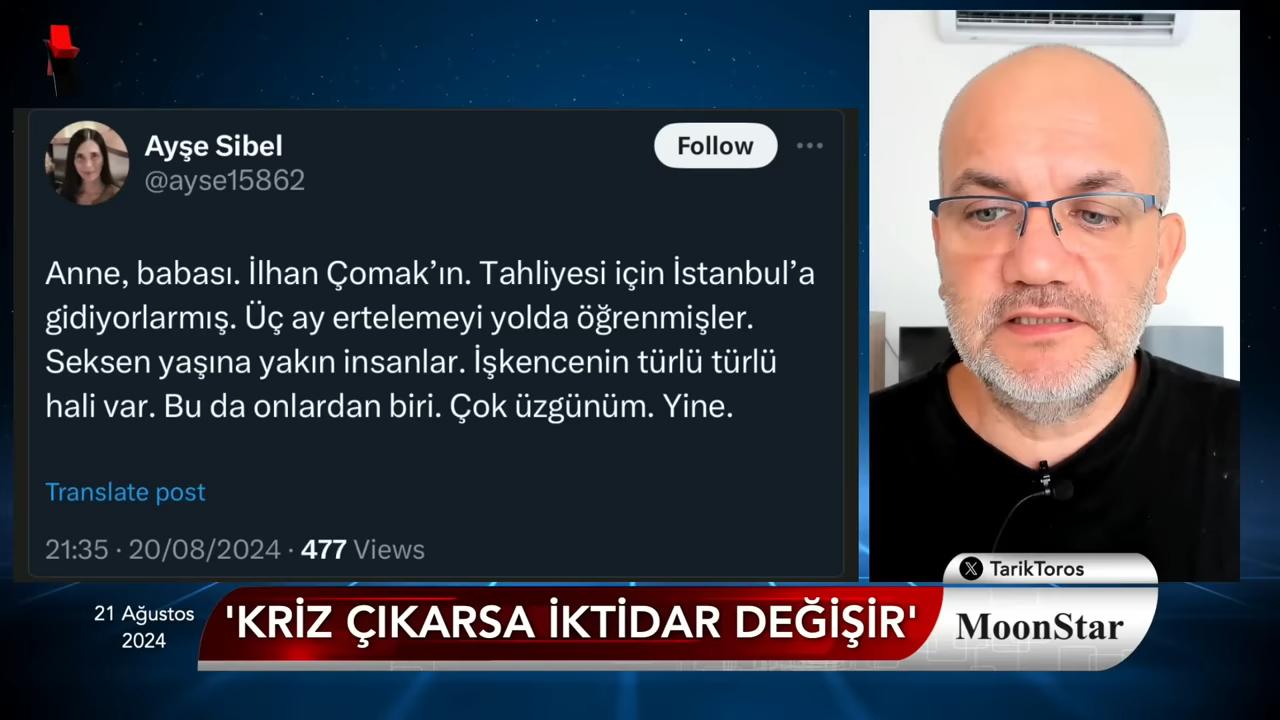 Ayşe Sibel
@ayse15862
Follow
Anne, babası. İlhan Çomak’ın. Tahliyesi için İstanbul’a
gidiyorlarmış. Üç ay ertelemeyi yolda öğrenmişler.
Seksen yaşına yakın insanlar. İşkencenin türlü türlü
hali var. Bu da onlardan biri. Çok üzgünüm. Yine.
Translate post
21:35 · 20/08/2024 · 477 Views
X TarikToros
21 Ağustos
2024
'KRİZ ÇIKARSA İKTİDAR DEĞİŞİR'
MoonStar